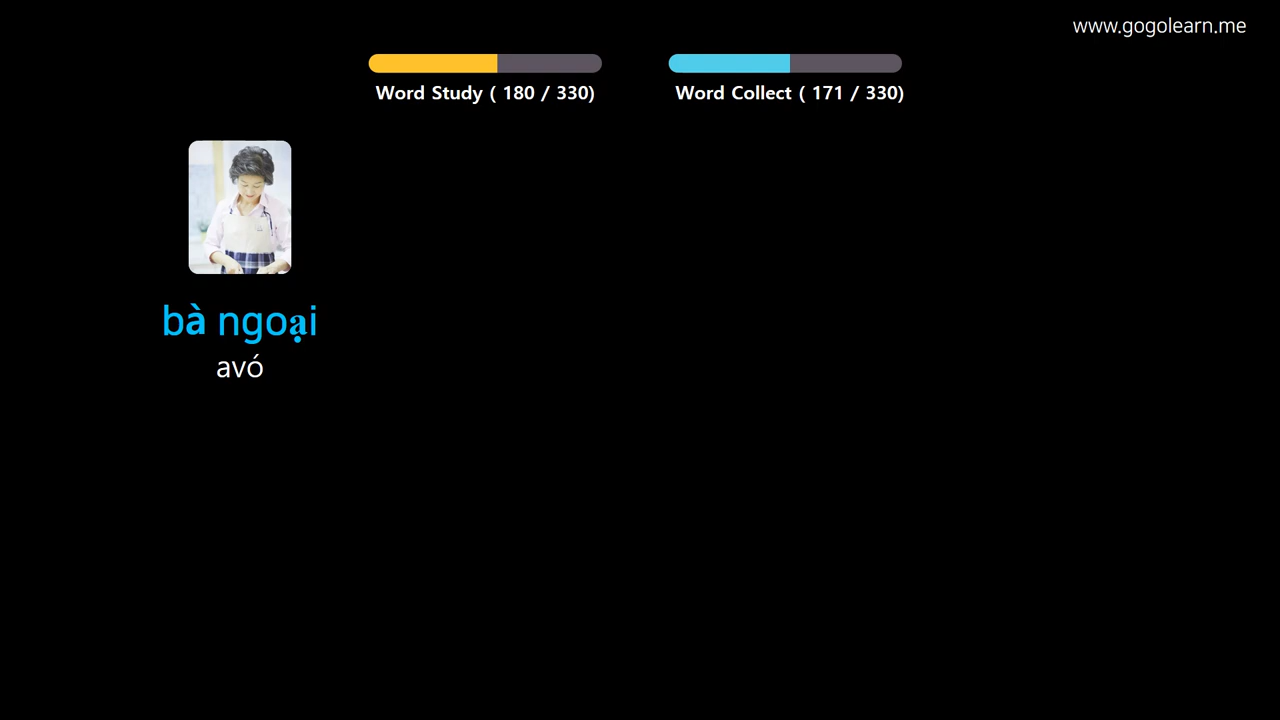 www.gogolearn.me
Word Study ( 180 / 330)
Word Collect ( 171 / 330)
bà ngoại
avó